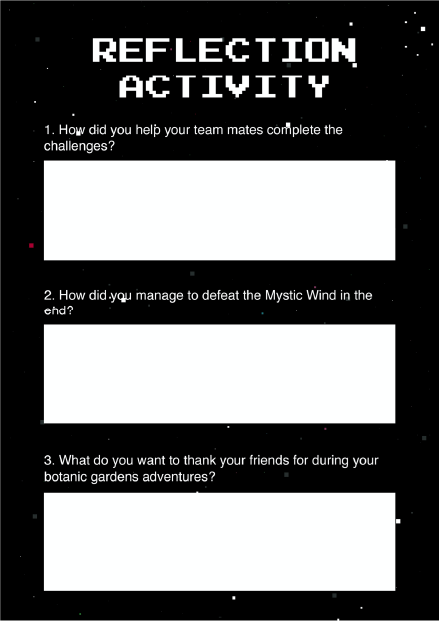 REFLECTION
ACTIVITY
1. How did you help your team mates complete the
challenges?
2. How did you manage to defeat the Mystic Wind in the
end?
3. What do you want to thank your friends for during your
botanic gardens adventures?